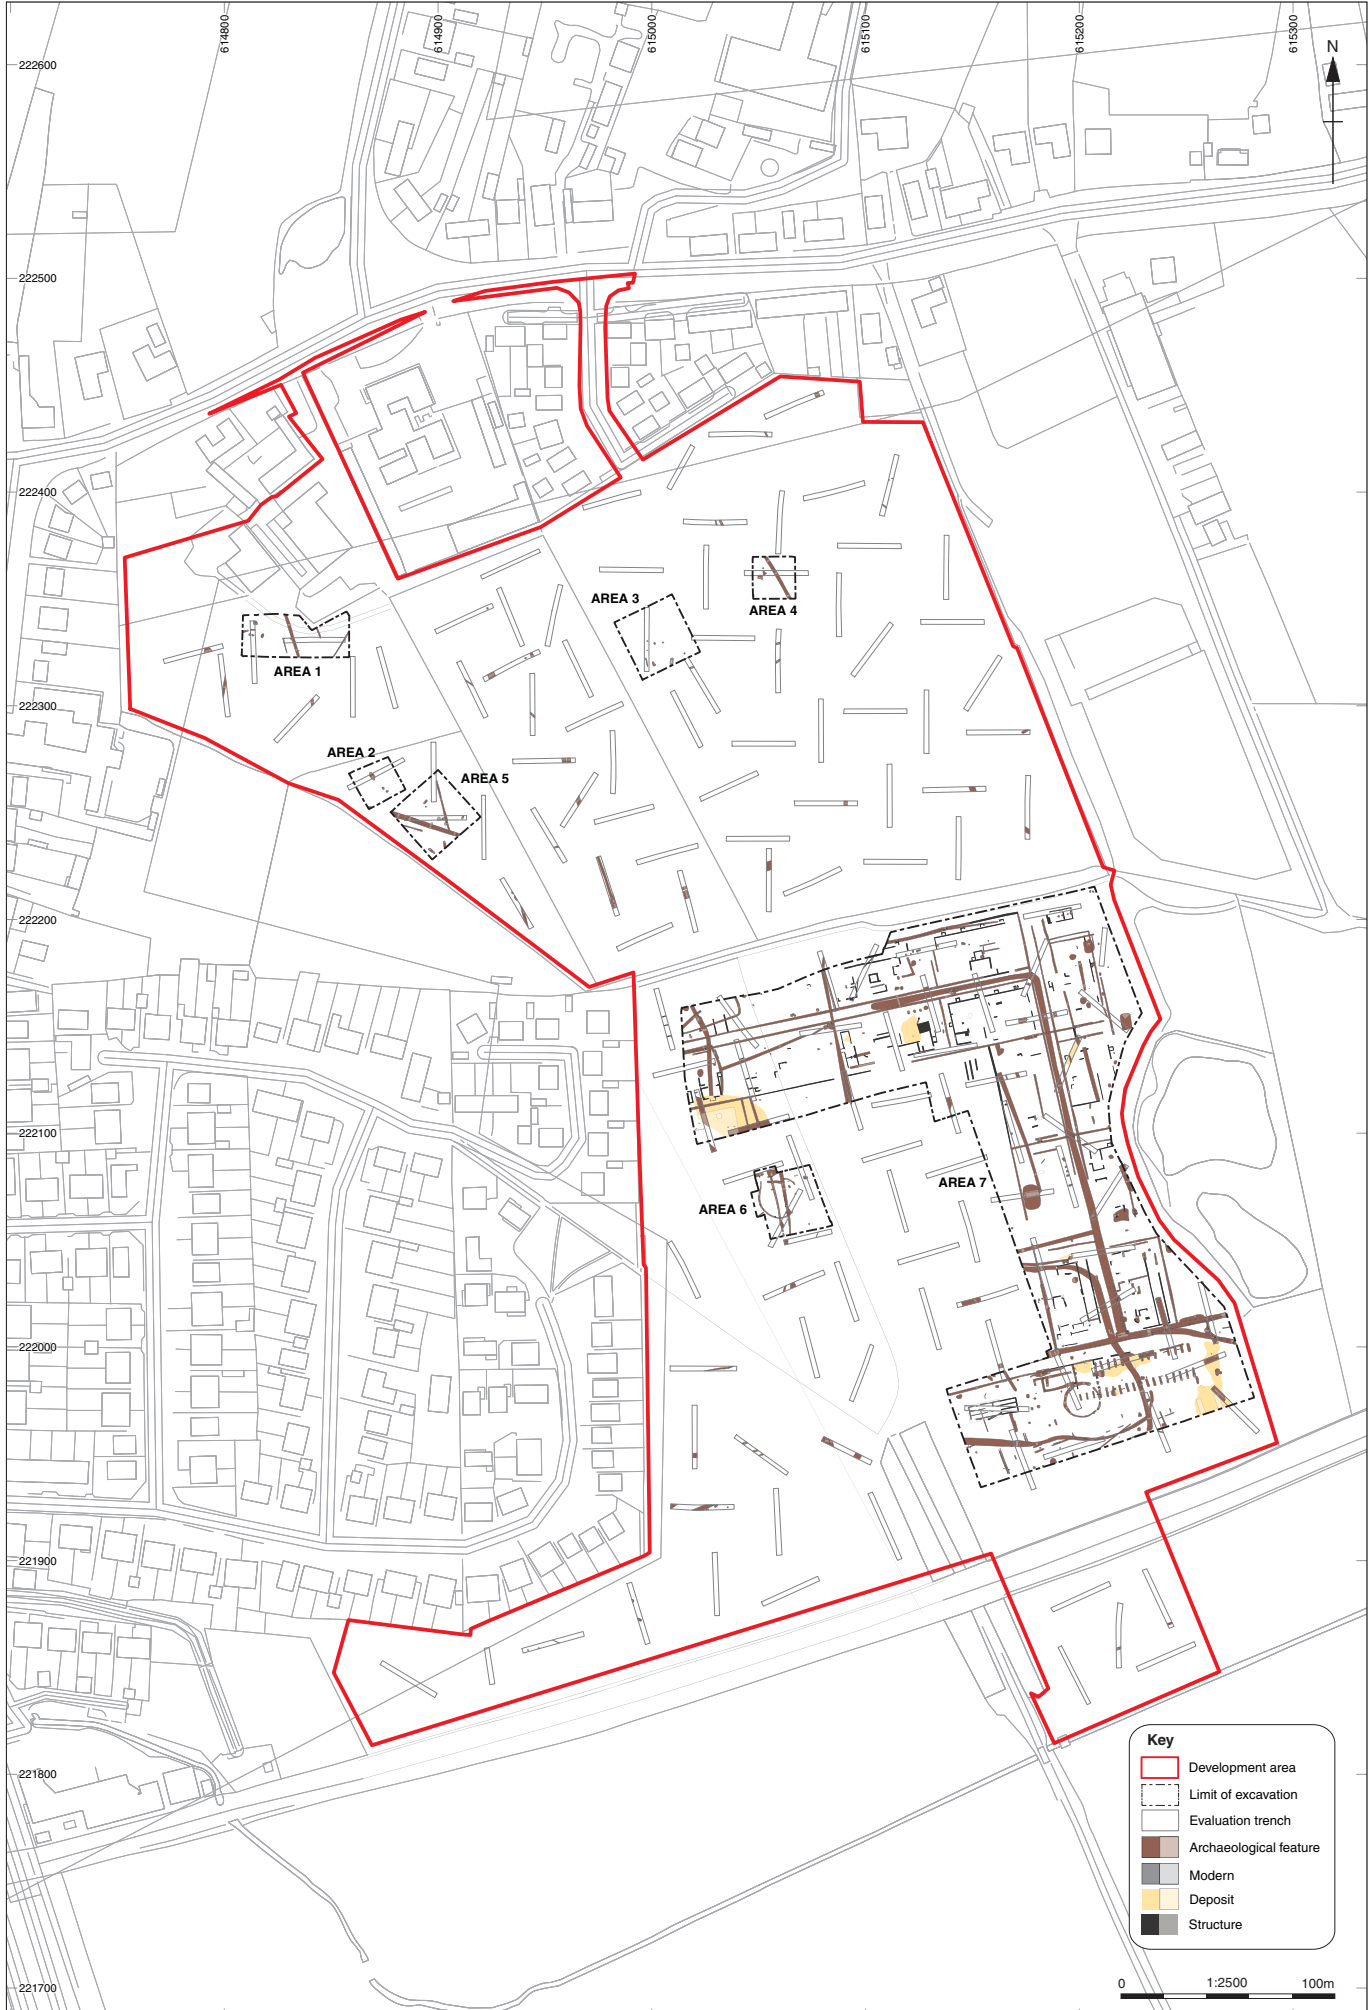 614800
614900
615000
615100
615200
615300
N
222600
222500
222400
AREA 3
AREA 4
AREA 1
222300
AREA 2
AREA 5
222200
222100
AREA 7
AREA 6
222000
221900
Key
Development area
221800
Limit of excavation
Evaluation trench
Archaeological feature
Modern
Deposit
Structure
0 1:2500 100m
221700